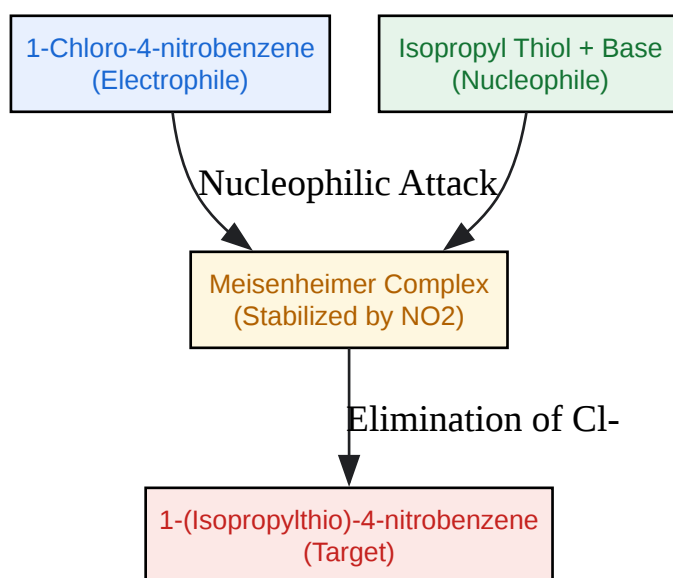 1-Chloro-4-nitrobenzene
(Electrophile)
Isopropyl Thiol + Base
(Nucleophile)
Nucleophilic Attack
Meisenheimer Complex
(Stabilized by NO2)
Elimination of Cl-
1-(Isopropylthio)-4-nitrobenzene
(Target)